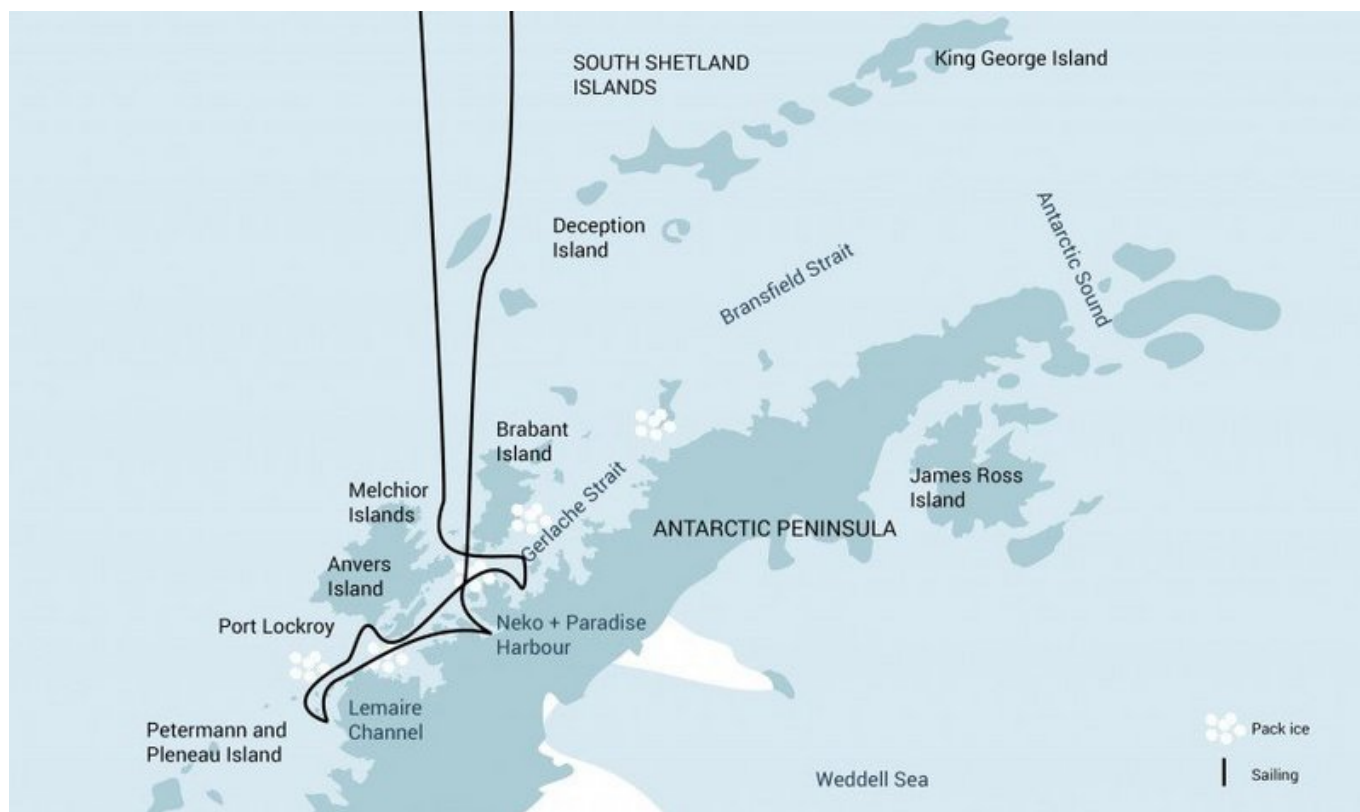 SOUTH SHETLAND
ISLANDS
King George Island
Deception
Island
Bransfield Strait
Antarctic Sound
Brabant
Island
Gerlache Strait
Melchior
Islands
James Ross
Island
ANTARCTIC PENINSULA
Anvers
Island
Port Lockroy
Neko + Paradise
Harbour
Lemaire
Channel
Petermann and
Pleneau Island
Weddell Sea
Pack ice
Sailing